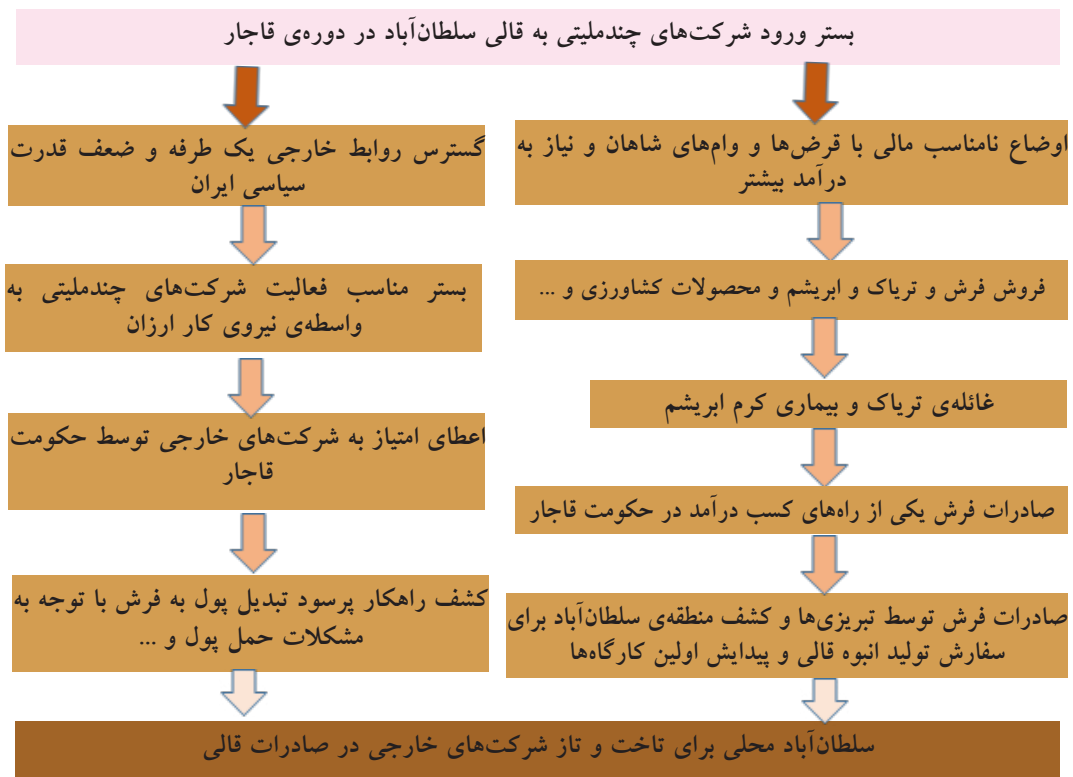 بستر ورود شرکت‌های چندملیتی به قالی سلطان‌آباد در دوره‌ی قاجار
اوضاع نامناسب مالی با قرض‌ها و وام‌های شاهان و نیاز به
درآمد بیشتر
فروش فرش و تریاک و ابریشم و محصولات کشاورزی و ...
غائله‌ی تریاک و بیماری کرم ابریشم
صادرات فرش یکی از راه‌های کسب درآمد در حکومت قاجار
صادرات فرش توسط تبریزی‌ها و کشف منطقه‌ی سلطان‌آباد برای
سفارش تولید انبوه قالی و پیدایش اولین کارگاه‌ها
گسترس روابط خارجی یک طرفه و ضعف قدرت
سیاسی ایران
بستر مناسب فعالیت شرکت‌های چندملیتی به
واسطه‌ی نیروی کار ارزان
اعطای امتیاز به شرکت‌های خارجی توسط حکومت
قاجار
کشف راهکار پرسود تبدیل پول به فرش با توجه به
مشکلات حمل پول و ...
سلطان‌آباد محلی برای تاخت و تاز شرکت‌های خارجی در صادرات قالی